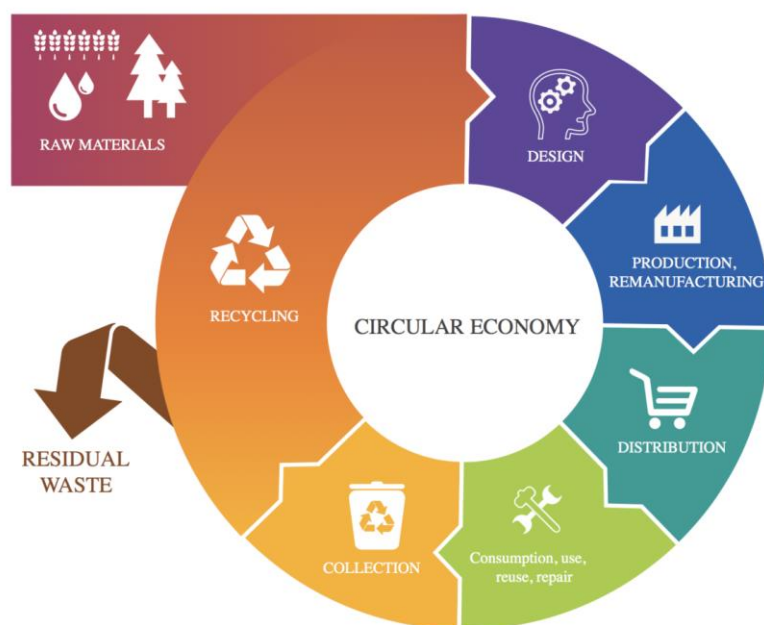 RAW MATERIALS
DESIGN
PRODUCTION,
REMANUFACTURING
RECYCLING
CIRCULAR ECONOMY
DISTRIBUTION
RESIDUAL
WASTE
COLLECTION
Consumption, use,
reuse, repair